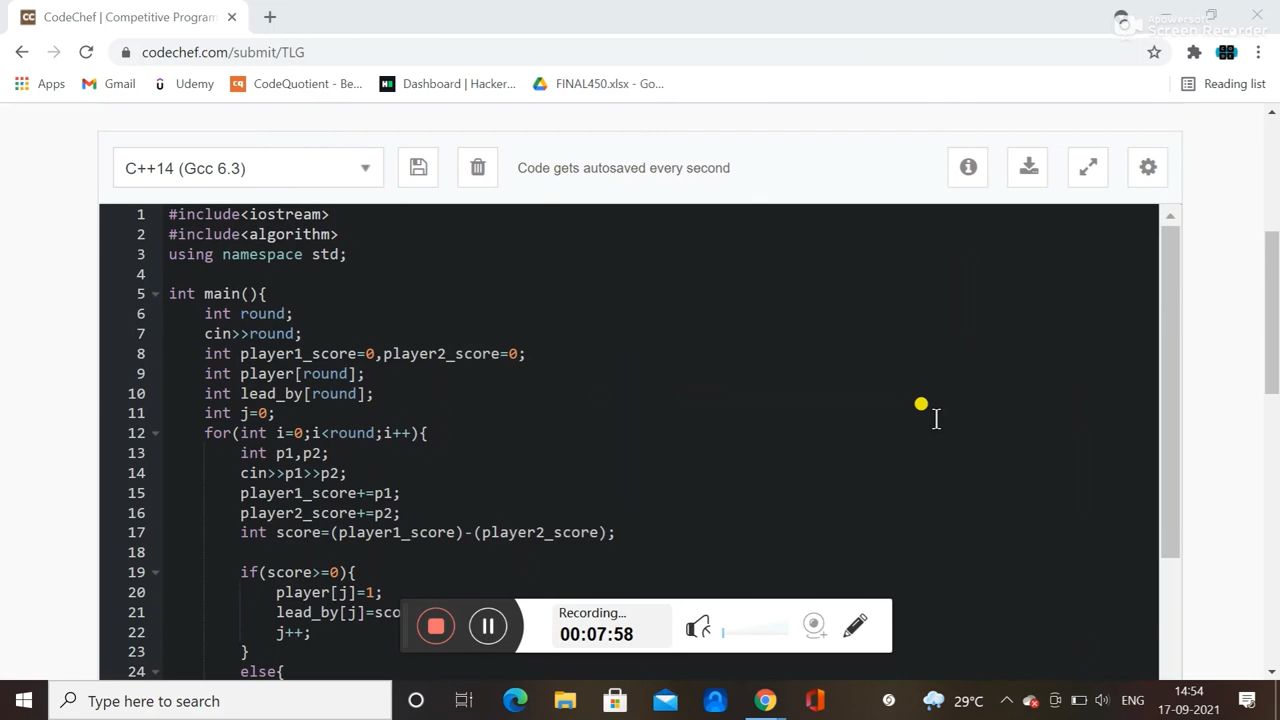 CodeChef | Competitive Program
Apowersoft
Screen Recorder
codechef.com/submit/TLG
Apps
Gmail
Udemy
CodeQuotient - Be...
Dashboard | Hacker...
FINAL450.xlsx - Go...
Reading list
C++14 (Gcc 6.3)
Code gets autosaved every second
1 #include<iostream>
2 #include<algorithm>
3 using namespace std;
4
5 int main(){
6 int round;
7 cin>>round;
8 int player1_score=0,player2_score=0;
9 int player[round];
10 int lead_by[round];
11 int j=0;
12 for(int i=0;i<round;i++){
13 int p1,p2;
14 cin>>p1>>p2;
15 player1_score+=p1;
16 player2_score+=p2;
17 int score=(player1_score)-(player2_score);
18
19 if(score>=0){
20 player[j]=1;
21 lead_by[j]=sco
22 j++;
23 }
24 else{
Recording...
00:07:58
Type here to search
29°C
ENG
14:54
17-09-2021